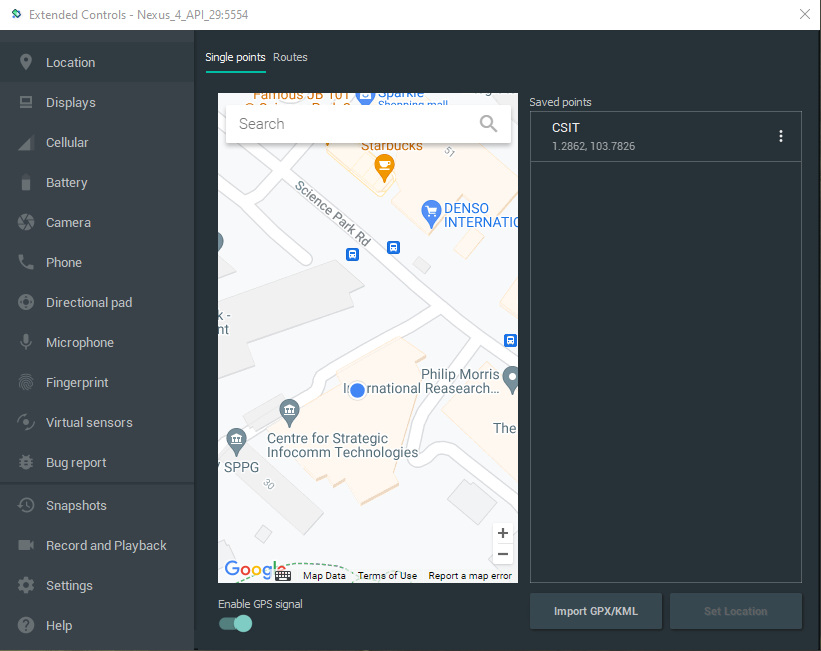 Extended Controls - Nexus_4_API_29:5554
Location
Displays
Cellular
Battery
Camera
Phone
Directional pad
Microphone
Fingerprint
Virtual sensors
Bug report
Snapshots
Record and Playback
Settings
Help
Single points
Routes
Famous JB 101
Sparkle
Shopping mall
Search
Starbucks
51
DENSO
INTERNATIO
Science Park Rd
k -
nt
Philip Morris
International Reasearch...
Centre for Strategic
Infocomm Technologies
/ SPPG
The
30
+
−
Google
Map Data
Terms of Use
Report a map error
Enable GPS signal
Saved points
CSIT
1.2862, 103.7826
Import GPX/KML
Set Location